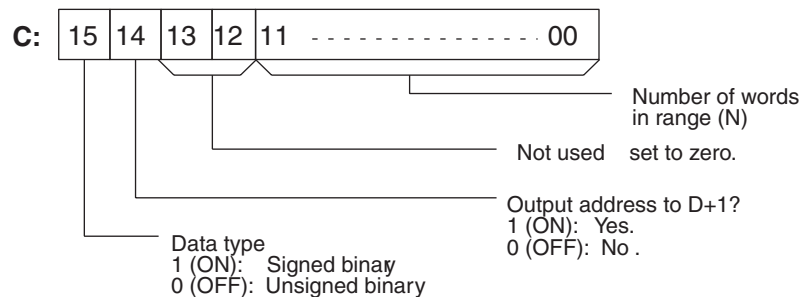 C: 15 14 13 12 11 - - - - - - - - - - - - - - - 00
Number of words
in range (N)
Not used set to zero.
Output address to D+1?
1 (ON): Yes.
0 (OFF): No .
Data type
1 (ON): Signed binary
0 (OFF): Unsigned binary